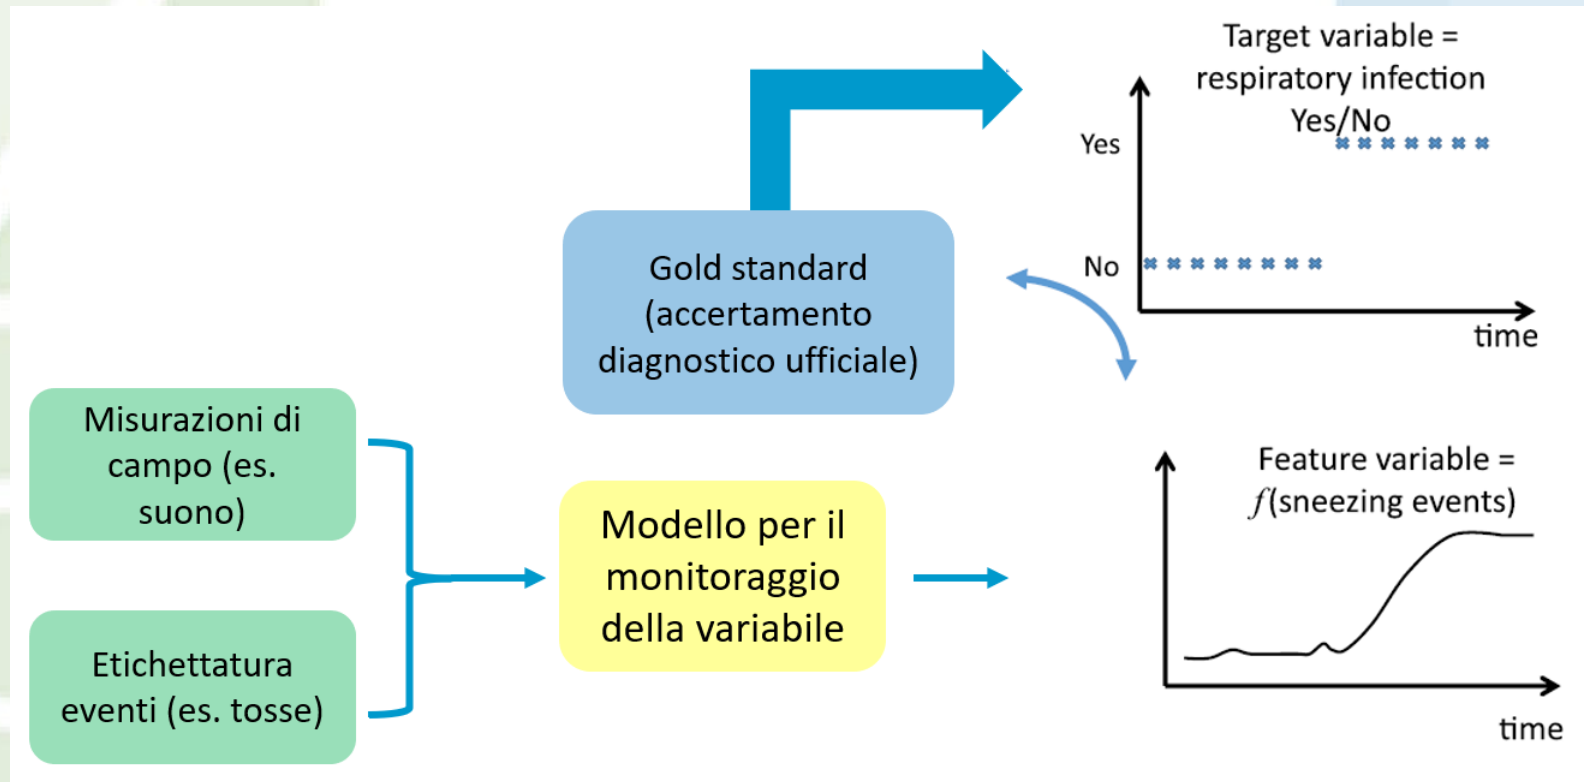 Target variable =
respiratory infection
Yes/No
Yes
No
time
Gold standard
(accertamento
diagnostico ufficiale)
Misurazioni di
campo (es.
suono)
Etichettatura
eventi (es. tosse)
Modello per il
monitoraggio
della variabile
Feature variable =
f(sneezing events)
time